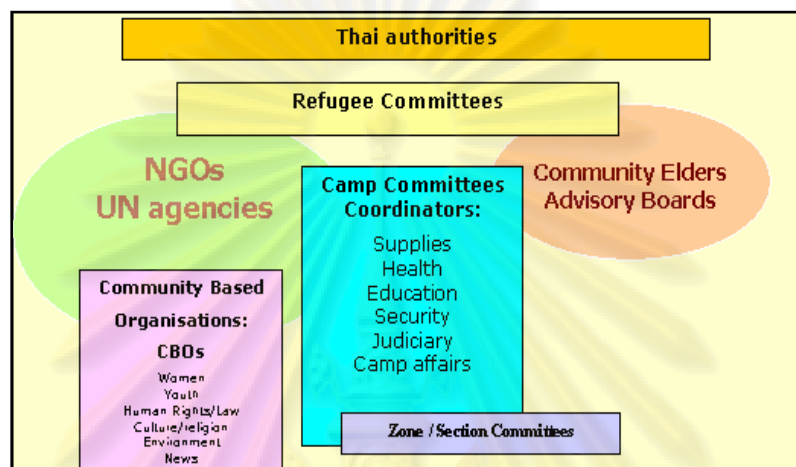 Thai authorities
Refugee Committees
NGOs
UN agencies
Community Elders
Advisory Boards
Camp Committees
Coordinators:
Supplies
Health
Education
Security
Judiciary
Camp affairs
Community Based
Organisations:
CBOs
Women
Youth
Human Rights/Law
Culture/religion
Environment
News
Zone / Section Committees